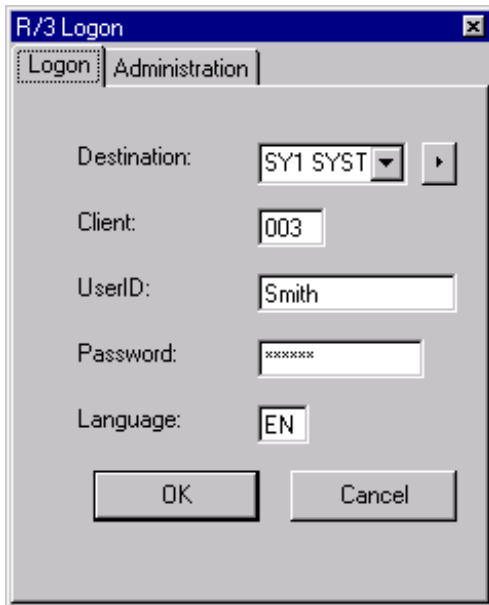 R/3 Logon
Logon Administration
Destination: SY1 SYST
Client: 003
UserID: Smith
Password: ******
Language: EN
OK Cancel